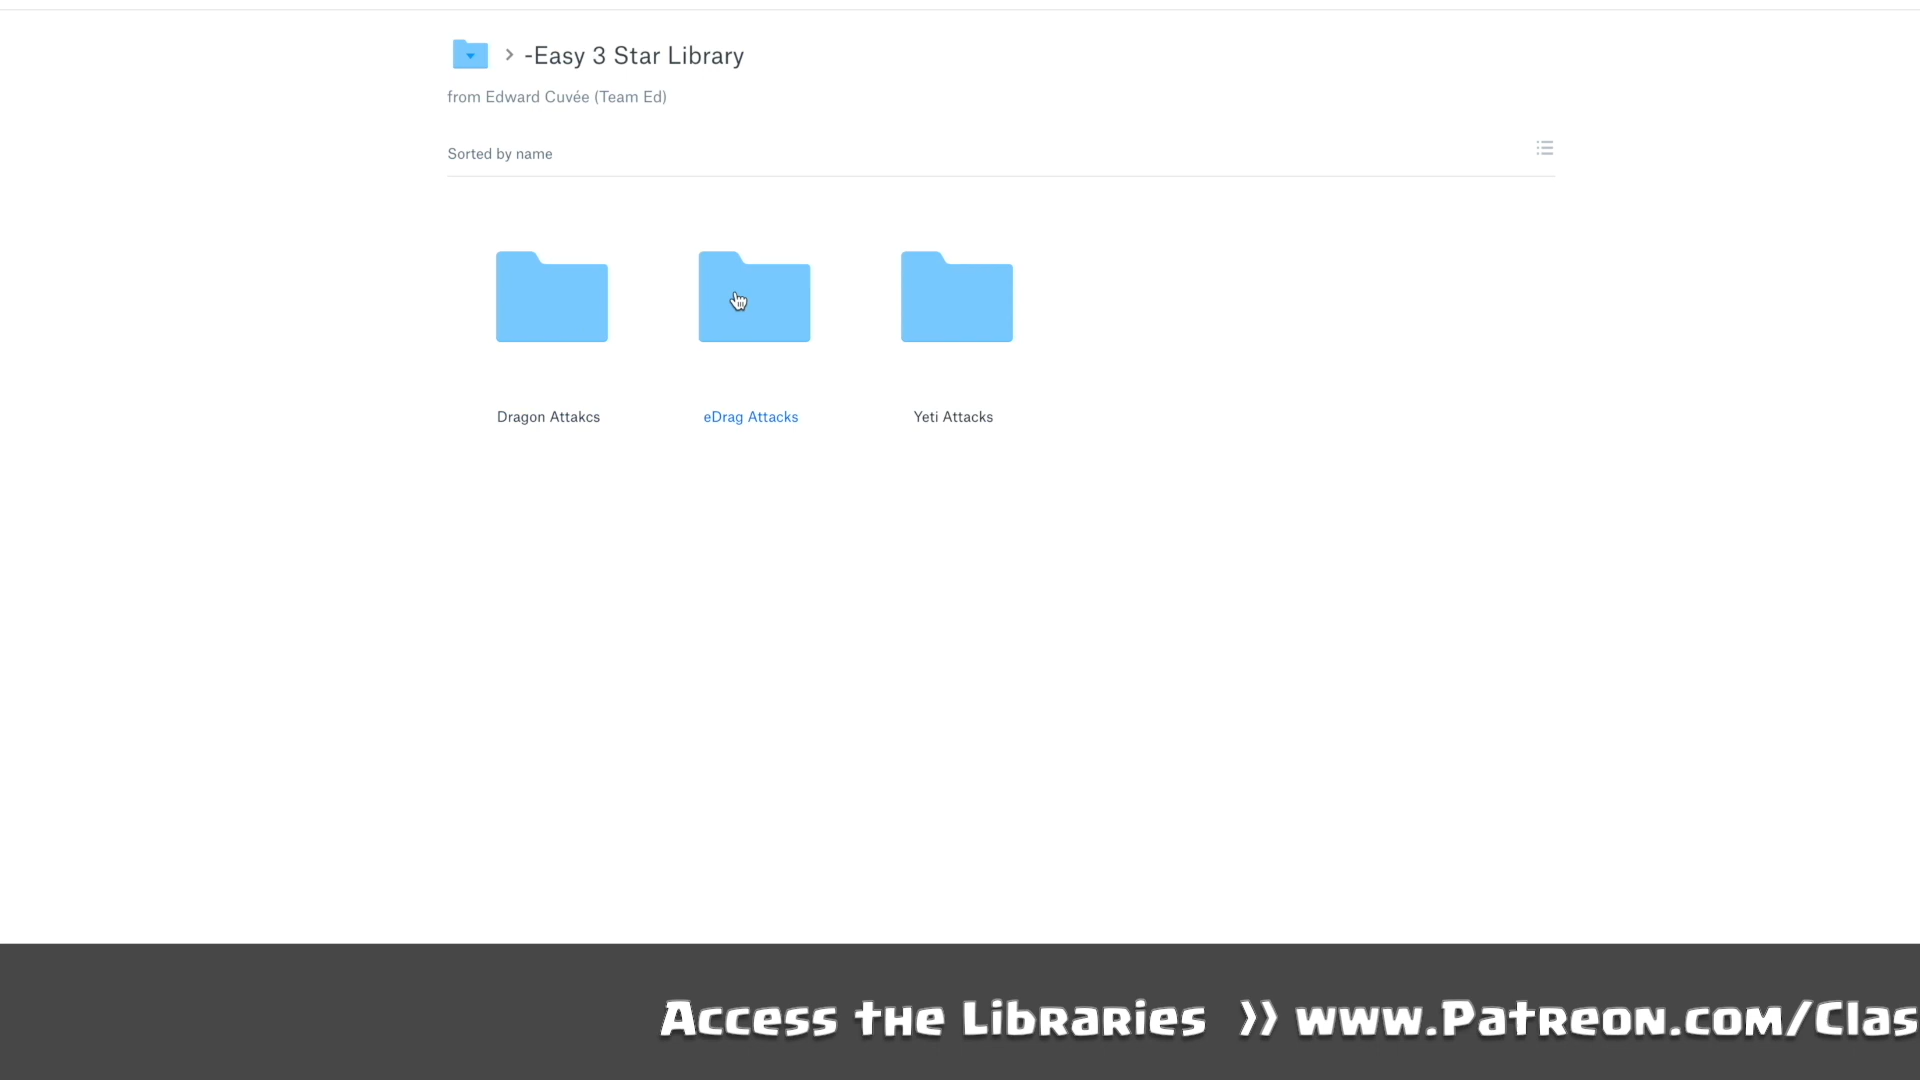 -Easy 3 Star Library
from Edward Cuvée (Team Ed)
Sorted by name
Dragon Attakcs
eDrag Attacks
Yeti Attacks
Access the Libraries >> www.Patreon.com/Clas